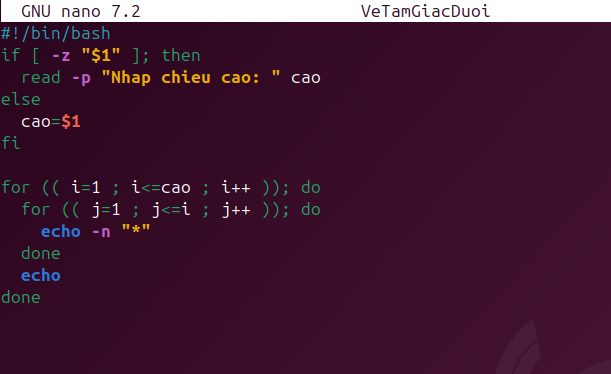 GNU nano 7.2                      VeTamGiacDuoi
#!/bin/bash
if [ -z "$1" ]; then
  read -p "Nhap chieu cao: " cao
else
  cao=$1
fi

for (( i=1 ; i<=cao ; i++ )); do
  for (( j=1 ; j<=i ; j++ )); do
    echo -n "*"
  done
  echo
done